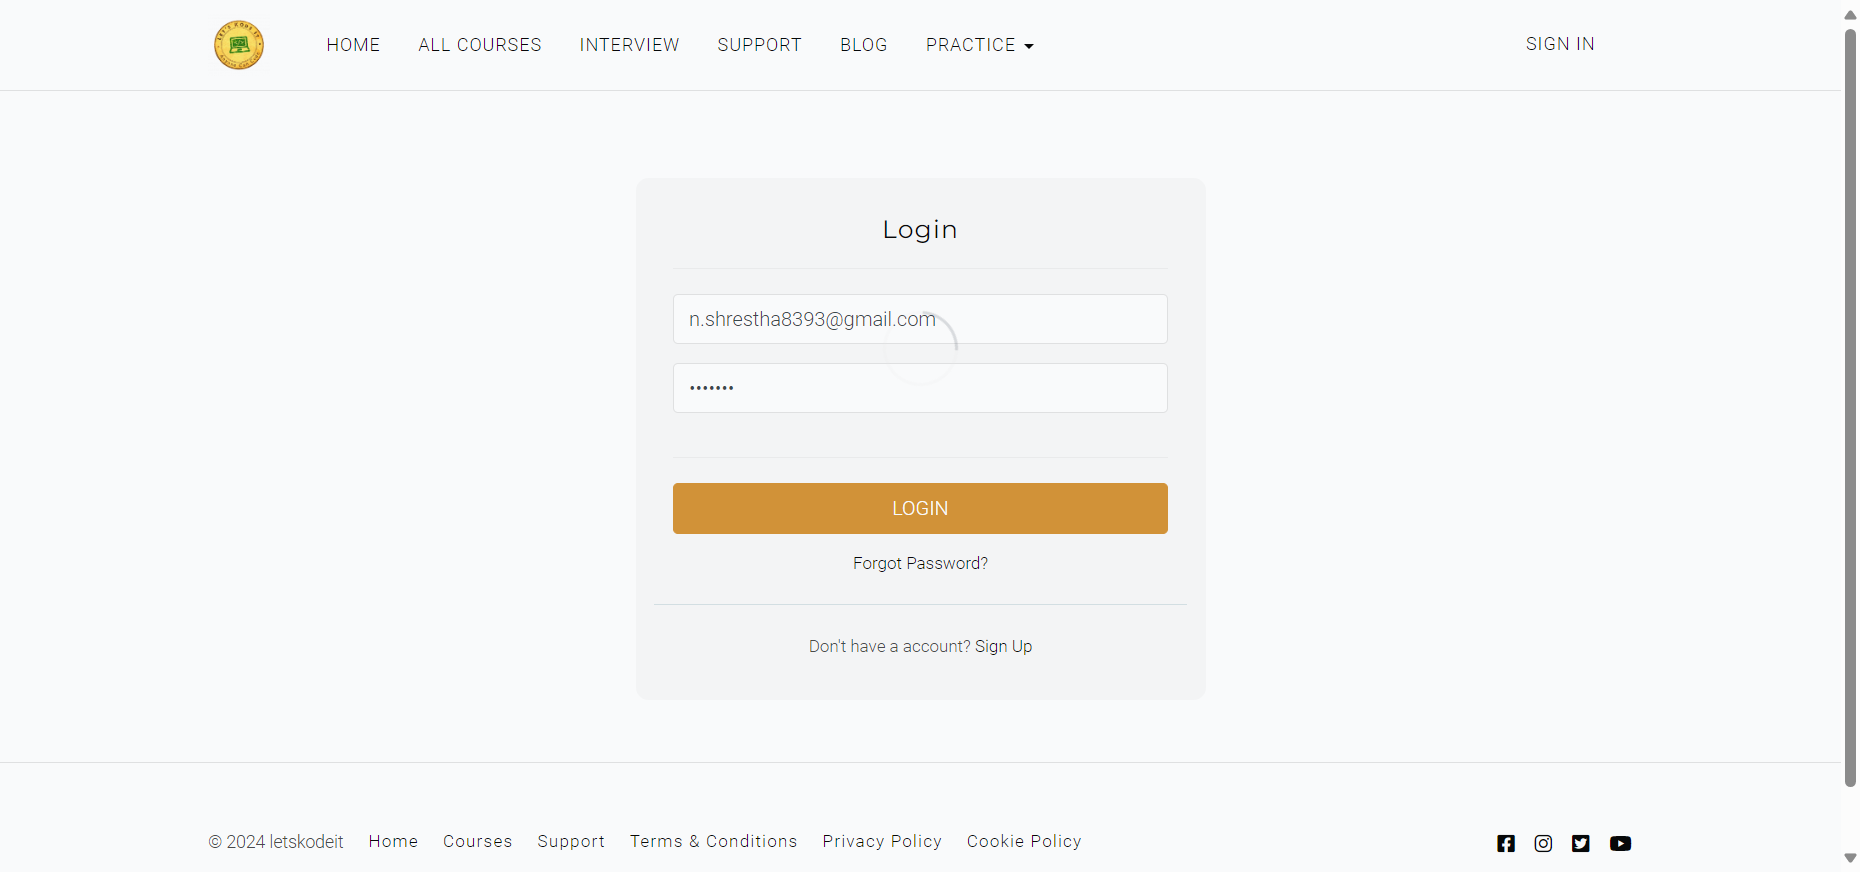 HOME ALL COURSES INTERVIEW SUPPORT BLOG PRACTICE SIGN IN
Login
n.shrestha8393@gmail.com
•••••••
LOGIN
Forgot Password?
Don't have a account? Sign Up
© 2024 letskodeit Home Courses Support Terms & Conditions Privacy Policy Cookie Policy